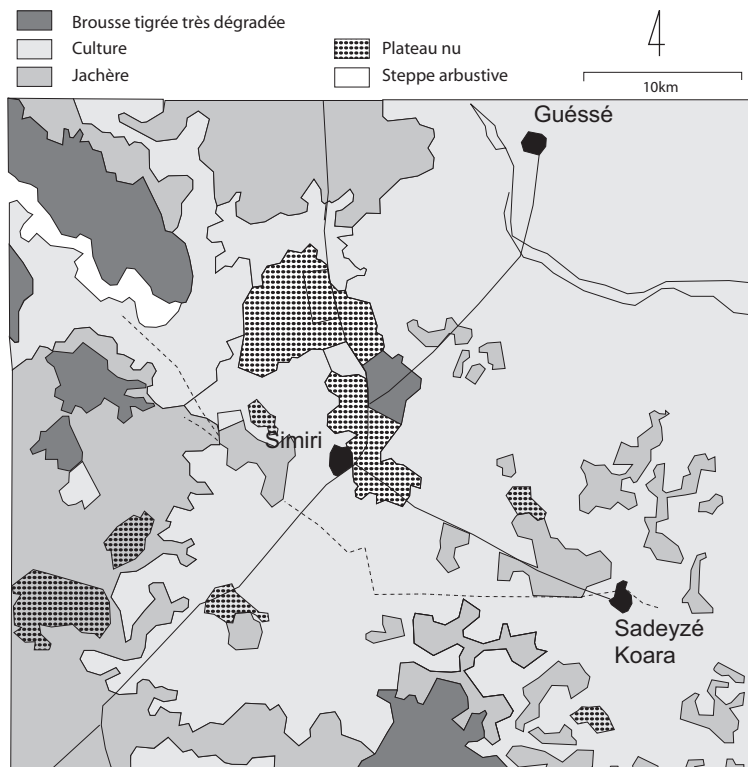 Brousse tigrée très dégradée
Culture
Jachère
Plateau nu
Steppe arbustive
10km
Guéssé
Simiri
Sadeyzé
Koara